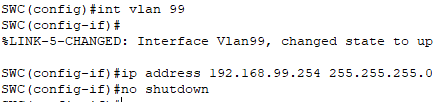 SWC(config)#int vlan 99
SWC(config-if)#
%LINK-5-CHANGED: Interface Vlan99, changed state to up
SWC(config-if)#ip address 192.168.99.254 255.255.255.0
SWC(config-if)#no shutdown